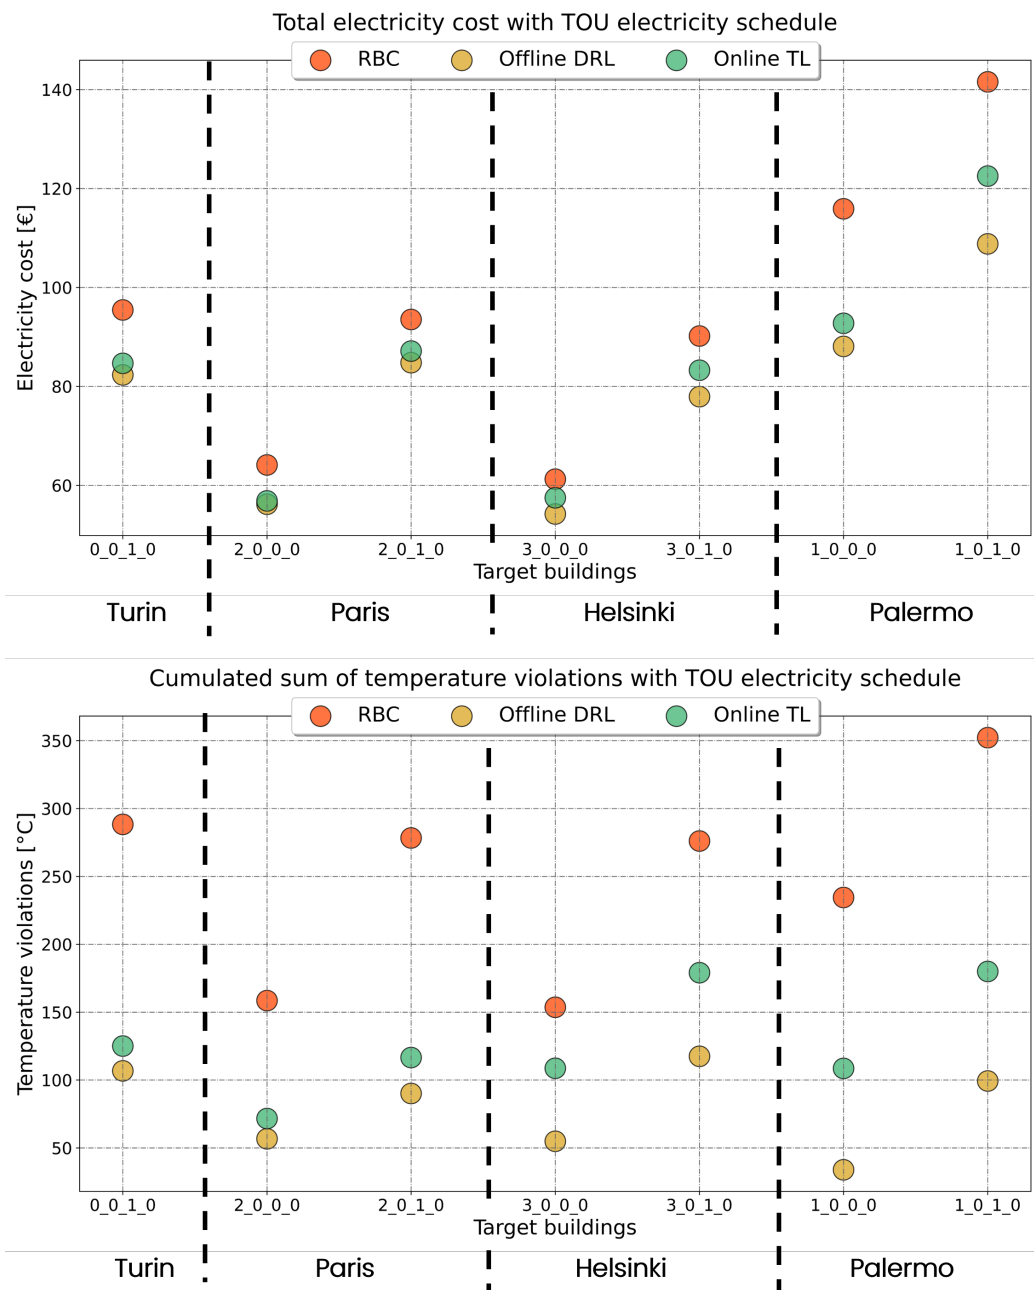 Total electricity cost with TOU electricity schedule
RBC Offline DRL Online TL
Electricity cost [€]
140
120
100
80
60
0_0_1_0 2_0_0_0 2_0_1_0 3_0_0_0 3_0_1_0 1_0_0_0 1_0_1_0
Target buildings
Turin Paris Helsinki Palermo
Cumulated sum of temperature violations with TOU electricity schedule
RBC Offline DRL Online TL
Temperature violations [°C]
350
300
250
200
150
100
50
0_0_1_0 2_0_0_0 2_0_1_0 3_0_0_0 3_0_1_0 1_0_0_0 1_0_1_0
Target buildings
Turin Paris Helsinki Palermo